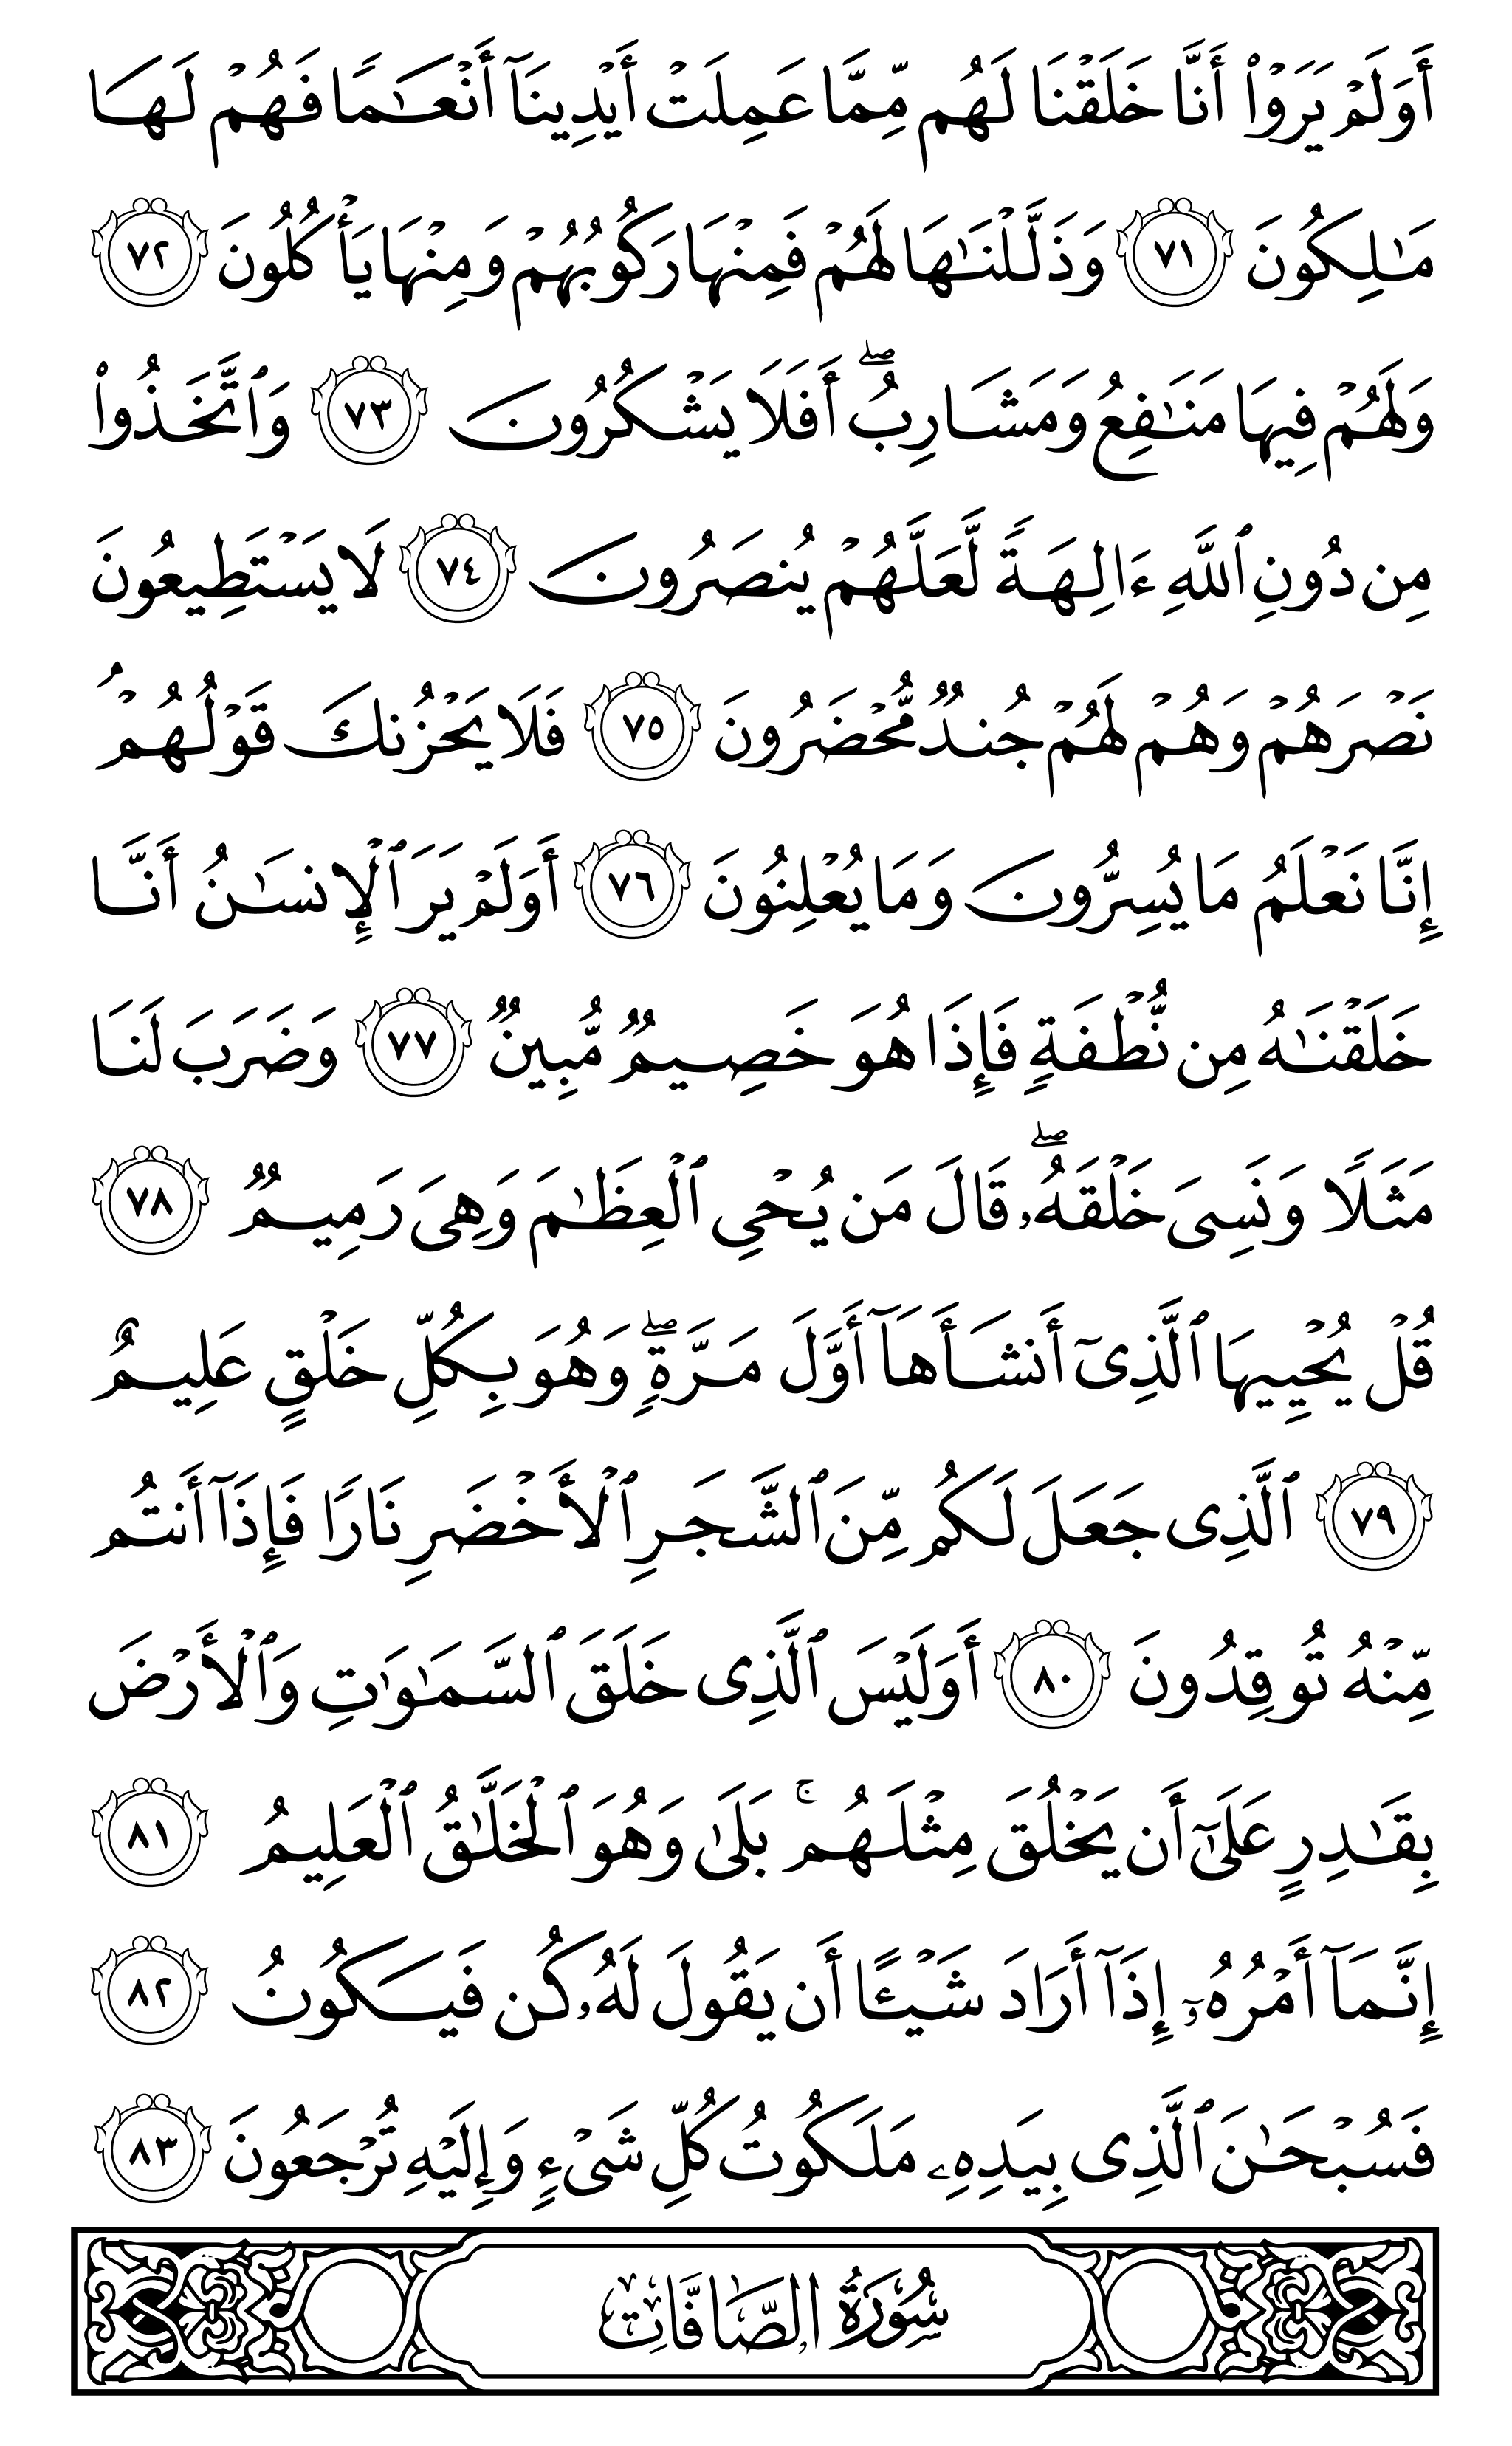 أَوَلَمْ يَرَوْا۟ أَنَّا خَلَقْنَا لَهُم مِّمَّا عَمِلَتْ أَيْدِينَآ أَنْعَـٰمًا فَهُمْ لَهَا
مَـٰلِكُونَ ٧١ وَذَلَّلْنَـٰهَا لَهُمْ فَمِنْهَا رَكُوبُهُمْ وَمِنْهَا يَأْكُلُونَ ٧٢
وَلَهُمْ فِيهَا مَنَـٰفِعُ وَمَشَارِبُ ۖ أَفَلَا يَشْكُرُونَ ٧٣ وَٱتَّخَذُوا۟
مِن دُونِ ٱللَّهِ ءَالِهَةً لَّعَلَّهُمْ يُنصَرُونَ ٧٤ لَا يَسْتَطِيعُونَ
نَصْرَهُمْ وَهُمْ لَهُمْ جُندٌ مُّحْضَرُونَ ٧٥ فَلَا يَحْزُنكَ قَوْلُهُمْ ۘ
إِنَّا نَعْلَمُ مَا يُسِرُّونَ وَمَا يُعْلِنُونَ ٧٦ أَوَلَمْ يَرَ ٱلْإِنسَـٰنُ أَنَّا
خَلَقْنَـٰهُ مِن نُّطْفَةٍ فَإِذَا هُوَ خَصِيمٌ مُّبِينٌ ٧٧ وَضَرَبَ لَنَا
مَثَلًا وَنَسِىَ خَلْقَهُۥ ۖ قَالَ مَن يُحْىِ ٱلْعِظَـٰمَ وَهِىَ رَمِيمٌ ٧٨
قُلْ يُحْيِيهَا ٱلَّذِىٓ أَنشَأَهَآ أَوَّلَ مَرَّةٍ ۖ وَهُوَ بِكُلِّ خَلْقٍ عَلِيمٌ
٧٩ ٱلَّذِى جَعَلَ لَكُم مِّنَ ٱلشَّجَرِ ٱلْأَخْضَرِ نَارًا فَإِذَآ أَنتُم
مِّنْهُ تُوقِدُونَ ٨٠ أَوَلَيْسَ ٱلَّذِى خَلَقَ ٱلسَّمَـٰوَٰتِ وَٱلْأَرْضَ
بِقَـٰدِرٍ عَلَىٰٓ أَن يَخْلُقَ مِثْلَهُم ۚ بَلَىٰ وَهُوَ ٱلْخَلَّـٰقُ ٱلْعَلِيمُ ٨١
إِنَّمَآ أَمْرُهُۥٓ إِذَآ أَرَادَ شَيْـًٔا أَن يَقُولَ لَهُۥ كُن فَيَكُونُ ٨٢
فَسُبْحَـٰنَ ٱلَّذِى بِيَدِهِۦ مَلَكُوتُ كُلِّ شَىْءٍ وَإِلَيْهِ تُرْجَعُونَ ٨٣
سُورَةُ الصَّافَّاتِ